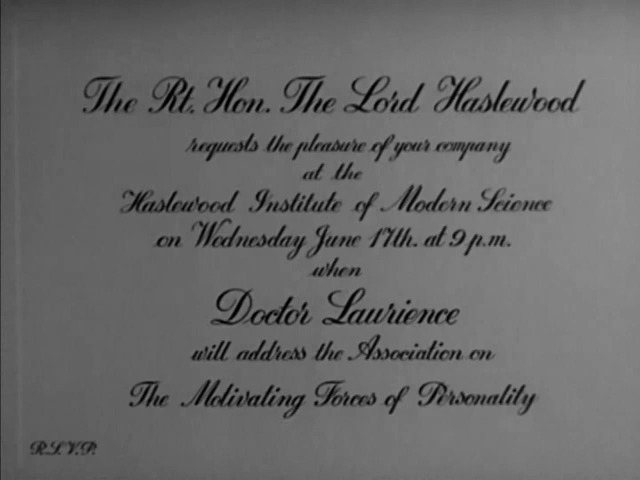 The Rt. Hon. The Lord Haslewood
requests the pleasure of your company
at the
Haslewood Institute of Modern Science
on Wednesday June 17th. at 9 p.m.
when
Doctor Laurience
will address the Association on
The Motivating Forces of Personality
R.S.V.P.